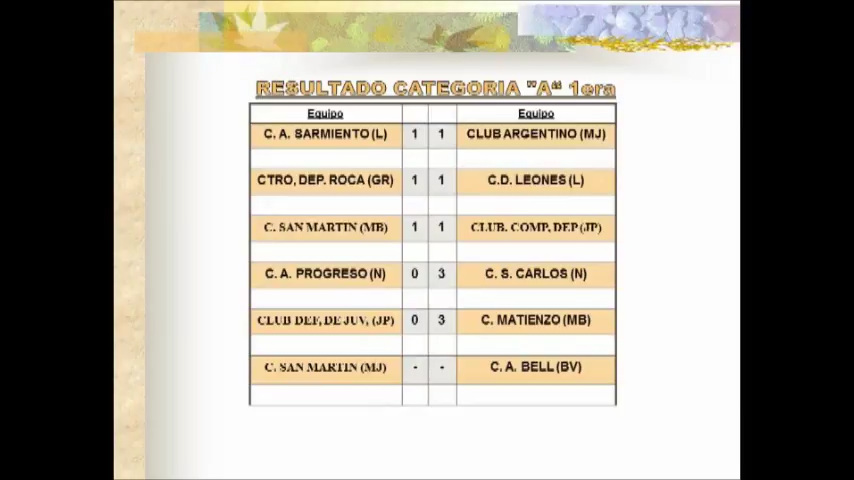 RESULTADO CATEGORIA "A“ 1era
Equipo Equipo
C. A. SARMIENTO (L) 1 1 CLUB ARGENTINO (MJ)
CTRO, DEP. ROCA (GR) 1 1 C.D. LEONES (L)
C. SAN MARTIN (MB) 1 1 CLUB. COMP, DEP (JP)
C. A. PROGRESO (N) 0 3 C. S. CARLOS (N)
CLUB DEF, DE JUV, (JP) 0 3 C. MATIENZO (MB)
C. SAN MARTIN (MJ) - - C. A. BELL (BV)